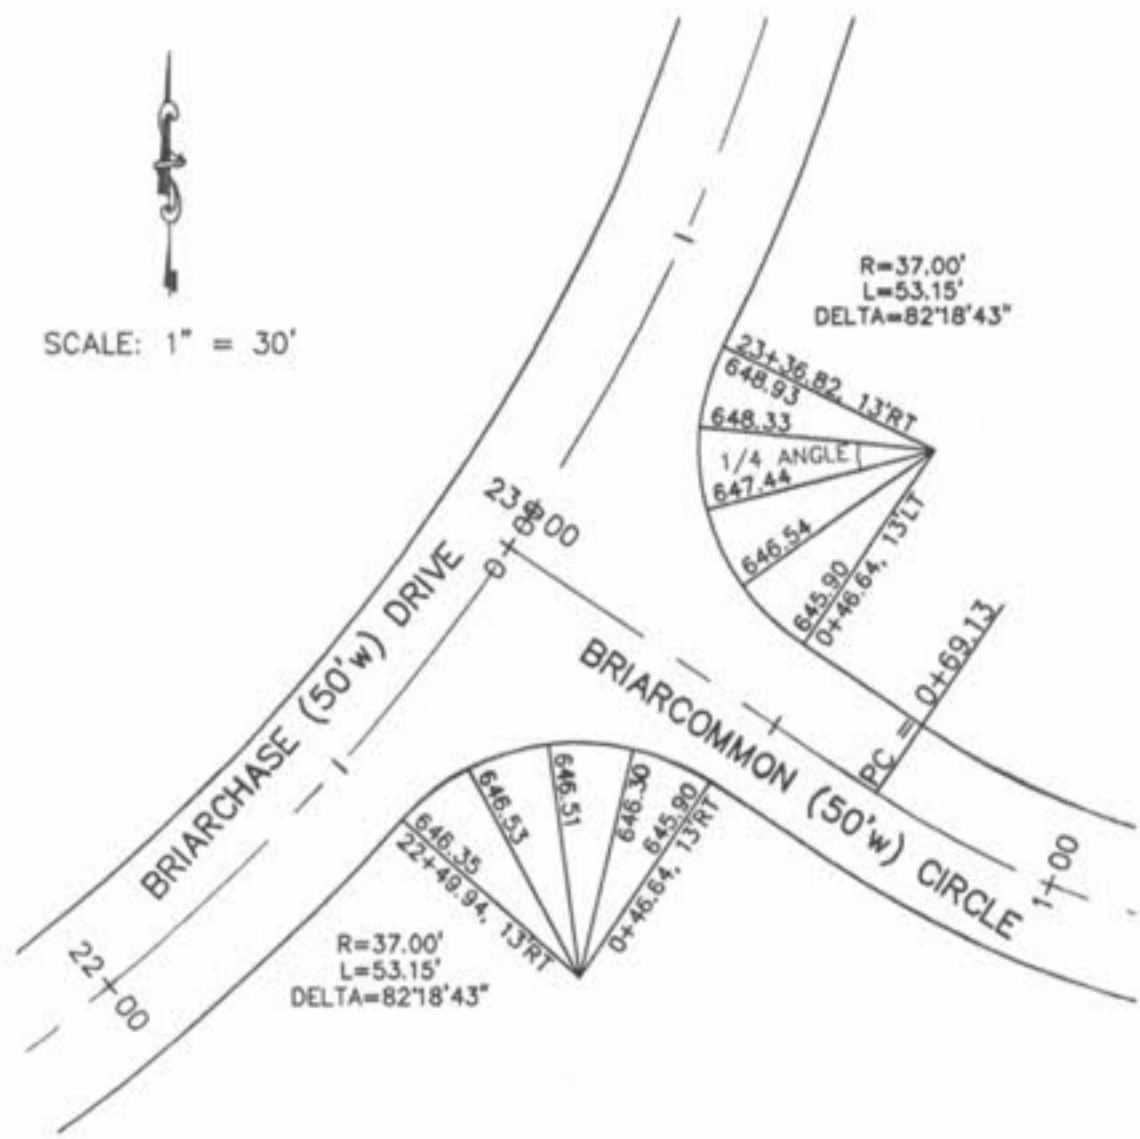 SCALE: 1" = 30'
R=37.00'
L=53.15'
DELTA=82°18'43"
23+36.82, 13'RT
648.93
648.33
1/4 ANGLE
647.44
646.54
645.90
0+46.64, 13'LT
23+00
0+00
BRIARCHASE (50'w) DRIVE
BRIARCOMMON (50'w) CIRCLE
PC = 0+69.13
1+00
646.35
22+49.94, 13'RT
646.53
646.51
646.30
645.90
0+46.64, 13'RT
R=37.00'
L=53.15'
DELTA=82°18'43"
22+00